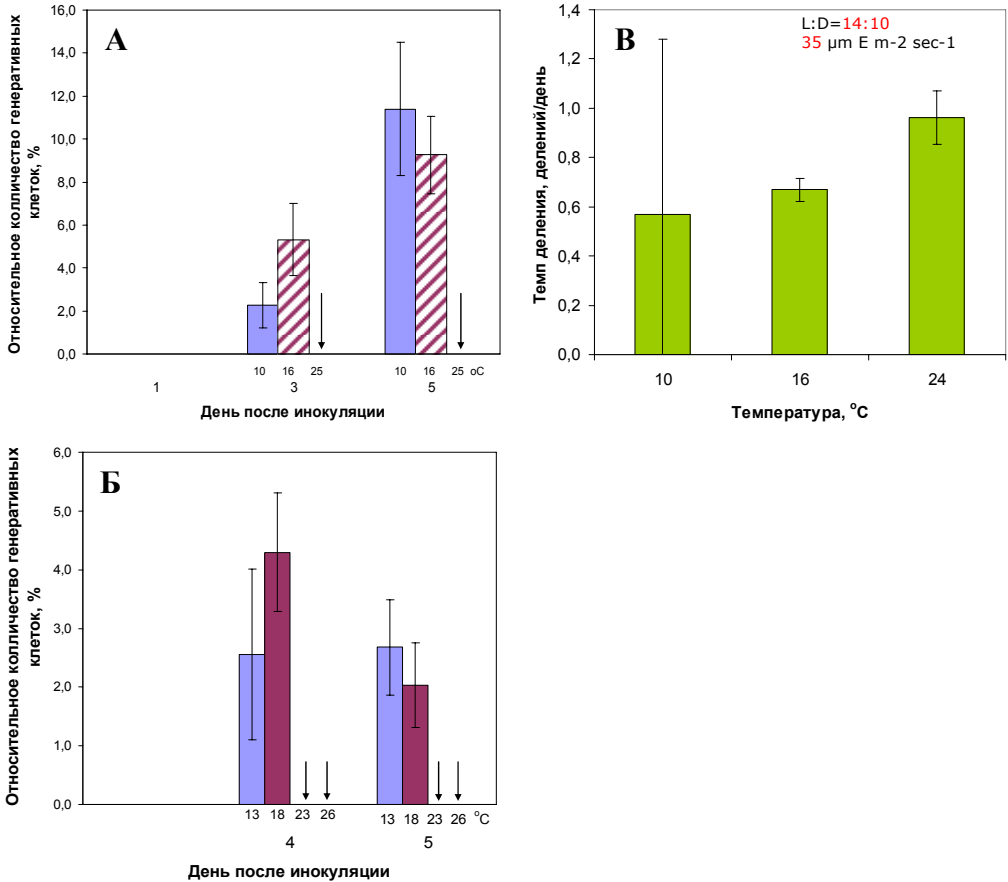 А
Относительное колличество генеративных
клеток, %
16,0
14,0
12,0
10,0
8,0
6,0
4,0
2,0
0,0
10 16 25 10 16 25 оС
1 3 5
День после инокуляции
В
L:D=14:10
35 µm E m-2 sec-1
Темп деления, делений/день
1,4
1,2
1,0
0,8
0,6
0,4
0,2
0,0
10 16 24
Температура, °С
Б
Относительное колличество генеративных
клеток, %
6,0
5,0
4,0
3,0
2,0
1,0
0,0
13 18 23 26 13 18 23 26 °С
4 5
День после инокуляции